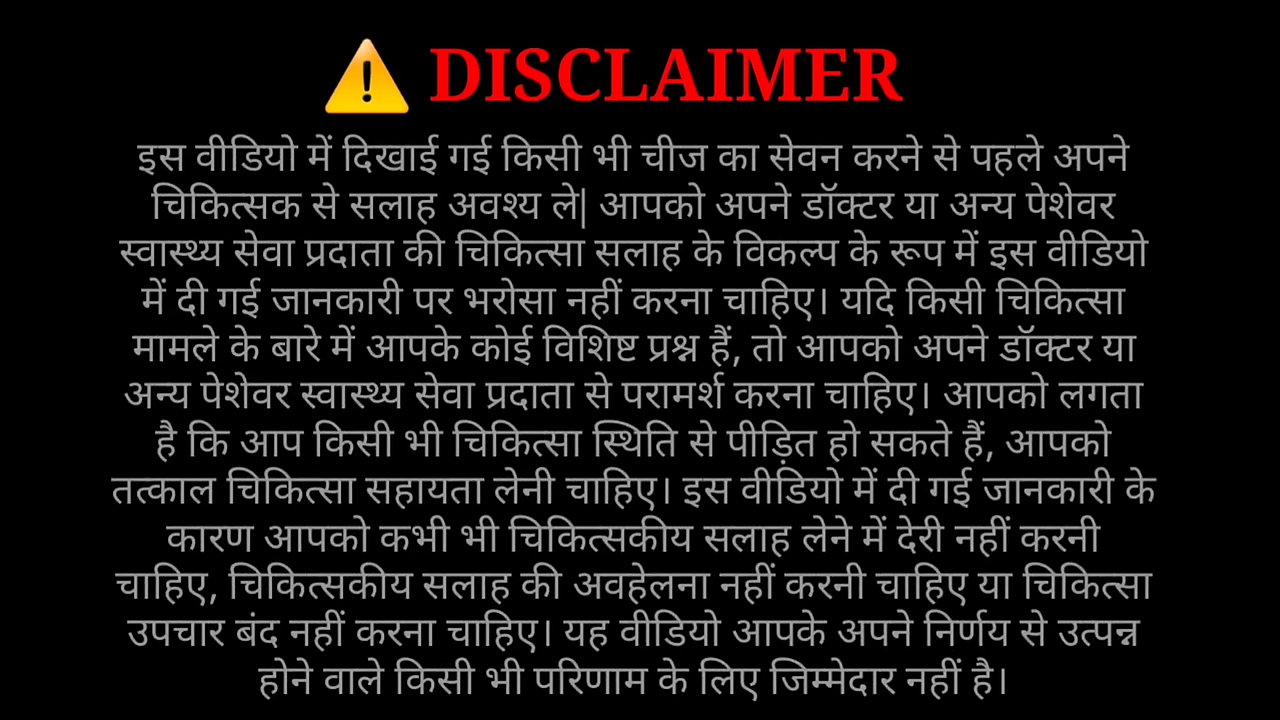 ⚠ DISCLAIMER
इस वीडियो में दिखाई गई किसी भी चीज का सेवन करने से पहले अपने
चिकित्सक से सलाह अवश्य ले| आपको अपने डॉक्टर या अन्य पेशेवर
स्वास्थ्य सेवा प्रदाता की चिकित्सा सलाह के विकल्प के रूप में इस वीडियो
में दी गई जानकारी पर भरोसा नहीं करना चाहिए। यदि किसी चिकित्सा
मामले के बारे में आपके कोई विशिष्ट प्रश्न हैं, तो आपको अपने डॉक्टर या
अन्य पेशेवर स्वास्थ्य सेवा प्रदाता से परामर्श करना चाहिए। आपको लगता
है कि आप किसी भी चिकित्सा स्थिति से पीड़ित हो सकते हैं, आपको
तत्काल चिकित्सा सहायता लेनी चाहिए। इस वीडियो में दी गई जानकारी के
कारण आपको कभी भी चिकित्सकीय सलाह लेने में देरी नहीं करनी
चाहिए, चिकित्सकीय सलाह की अवहेलना नहीं करनी चाहिए या चिकित्सा
उपचार बंद नहीं करना चाहिए। यह वीडियो आपके अपने निर्णय से उत्पन्न
होने वाले किसी भी परिणाम के लिए जिम्मेदार नहीं है।